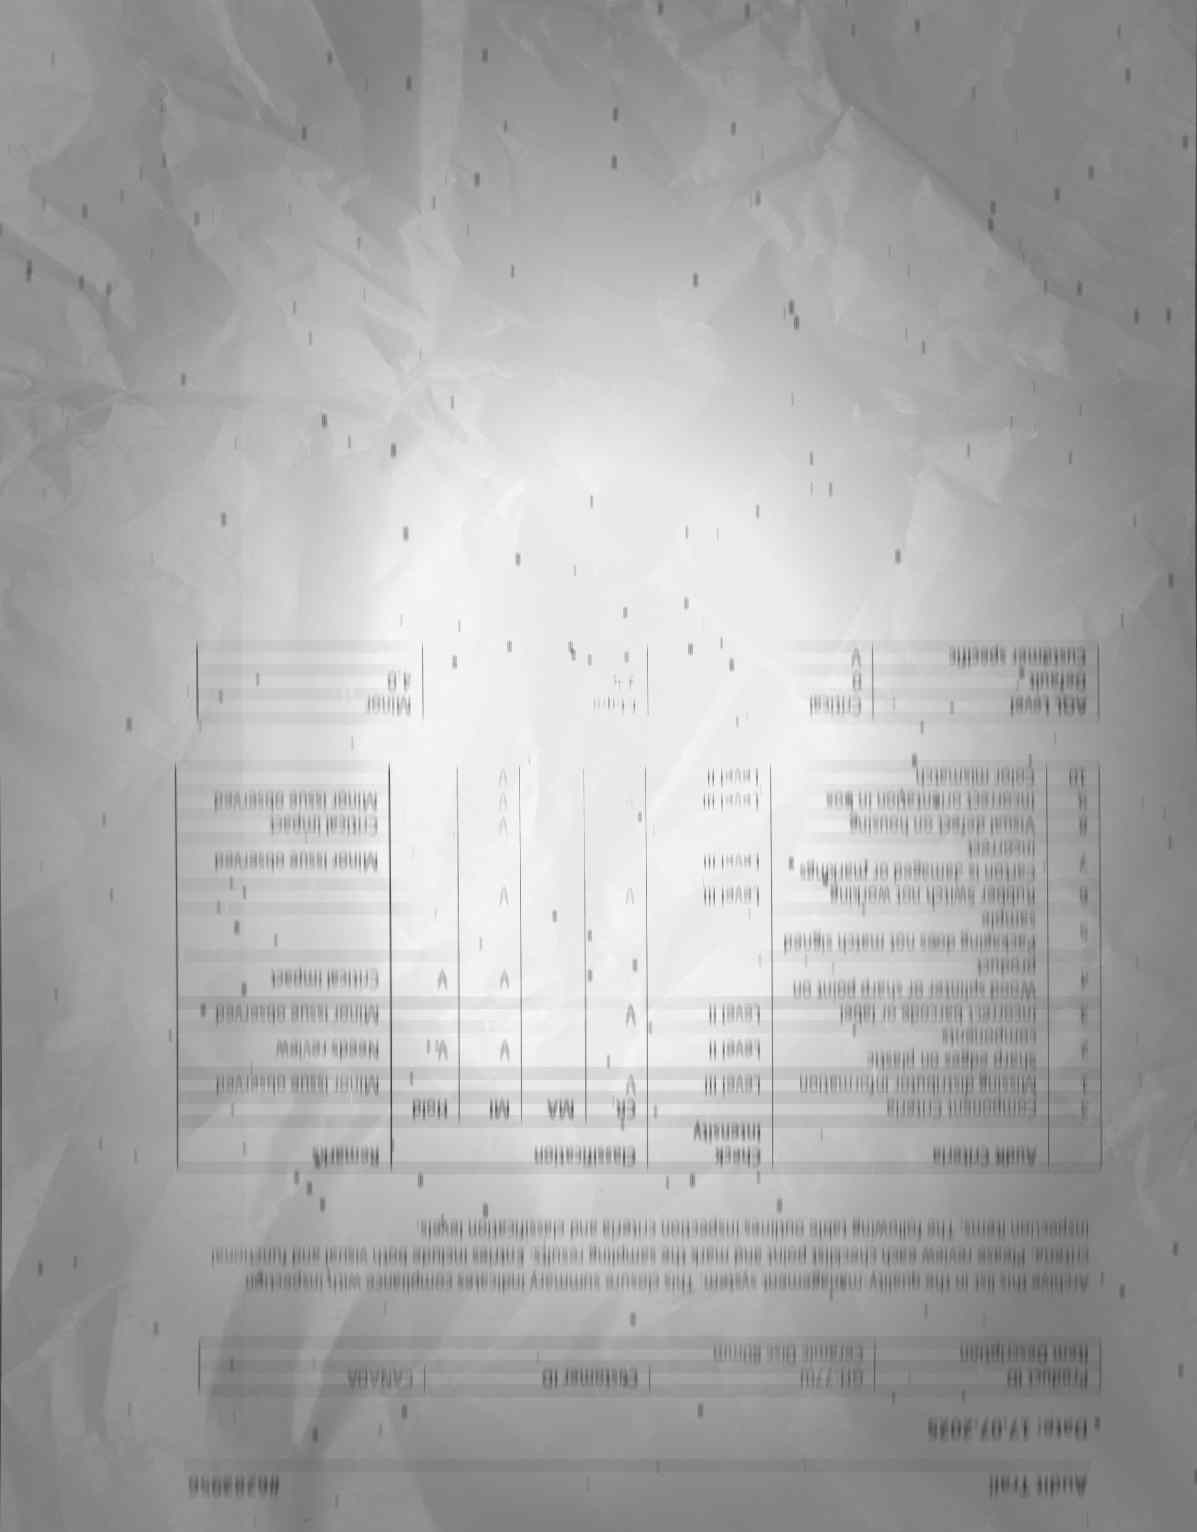 Audit Trail
Date: 17.07.2025
Product ID
Customer ID CANADA
Item Description Ceramic Disc 80mm
Archive this list in the quality management system. This closure summary indicates compliance with inspection
criteria. Please review each checklist point and mark the sampling results. Entries include both visual and functional
inspection items. The following table outlines inspection criteria and classification levels.
Audit Criteria Check Classification Remarks
Intensity
Component Criteria CR MA MI Hold
1 Missing distributor information Level III A Minor issue observed
2 Sharp edges on plastic Level II A A Needs review
components
3 Incorrect barcode or label Level II A Minor issue observed
4 Wood splinter or sharp point on A A Critical impact
product
5 Packaging does not match signed
sample
6 Rubber switch not working Level III A A
7 Carton is damaged or markings Level III Minor issue observed
incorrect
8 Visual defect on housing A Critical impact
9 Incorrect orientation in box Level III A Minor issue observed
10 Color mismatch Level II A
AQL Level Critical Minor
Default 0 4.0
Customer specific A